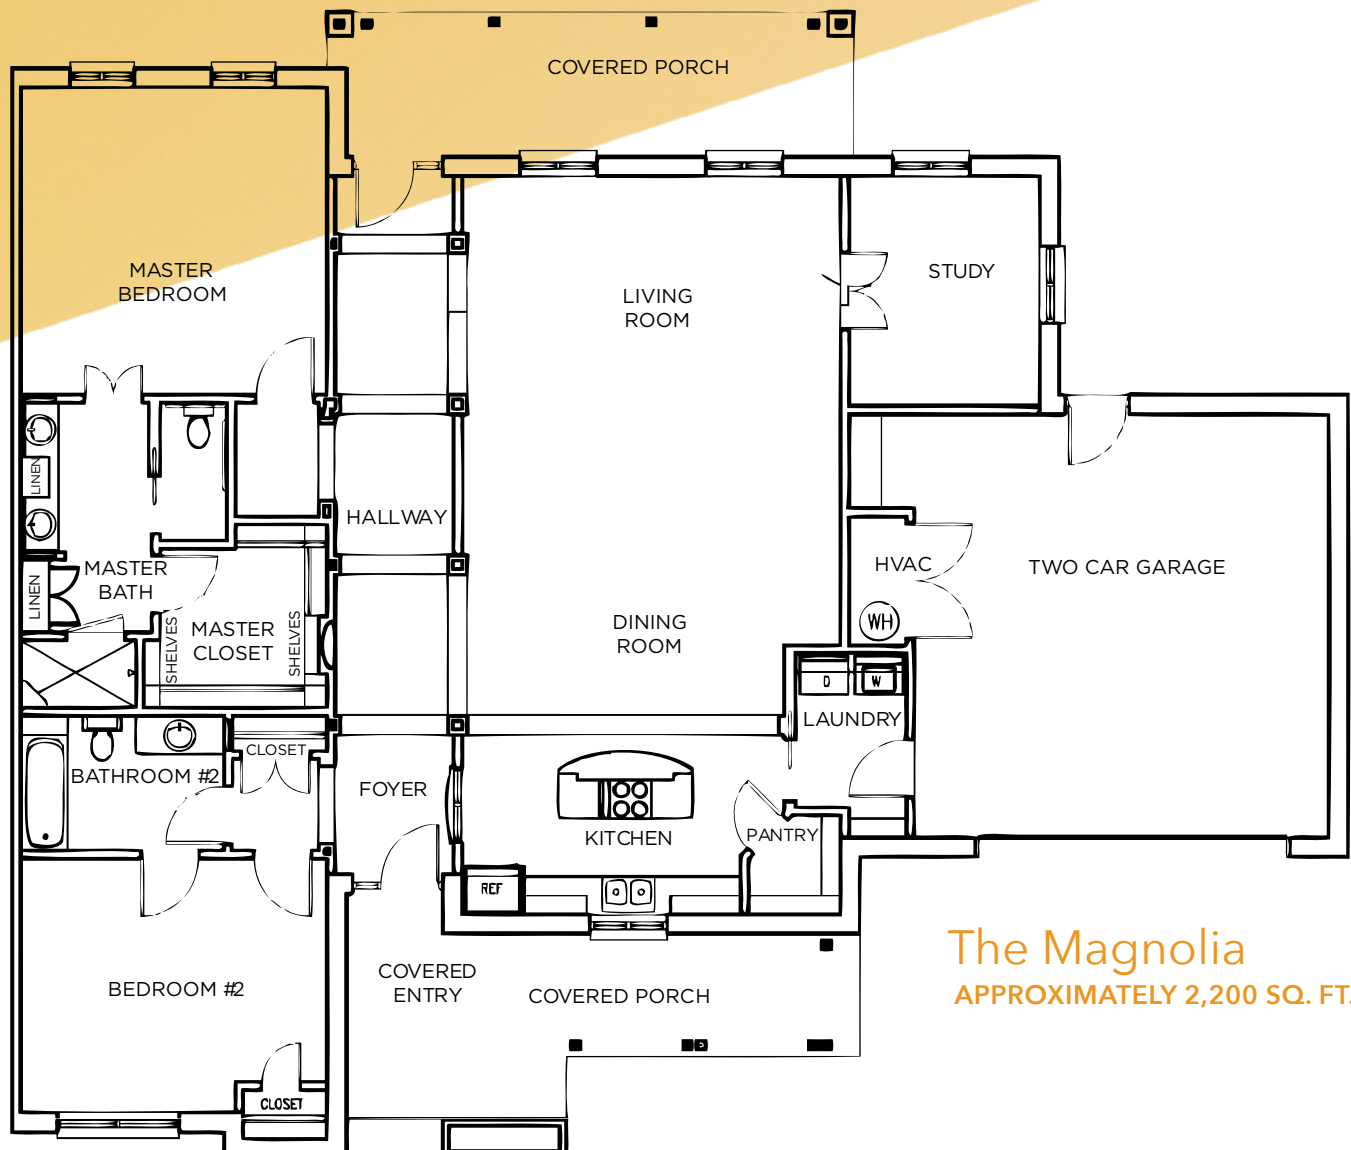 COVERED PORCH
MASTER
BEDROOM
STUDY
LIVING
ROOM
LINEN
HALLWAY
HVAC
TWO CAR GARAGE
MASTER
BATH
LINEN
WH
DINING
ROOM
MASTER
CLOSET
SHELVES
SHELVES
D
W
LAUNDRY
CLOSET
BATHROOM #2
FOYER
KITCHEN
PANTRY
REF
The Magnolia
APPROXIMATELY 2,200 SQ. FT.
COVERED
ENTRY
COVERED PORCH
BEDROOM #2
CLOSET